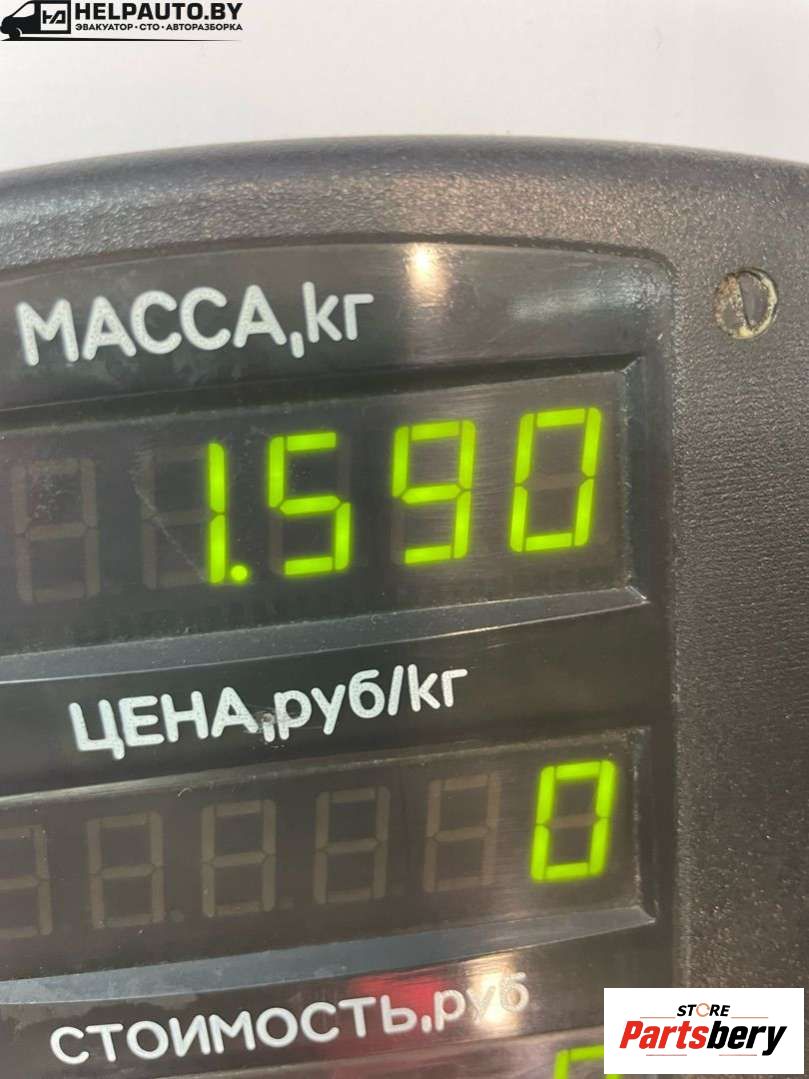 HELPAUTO.BY
ЭВАКУАТОР • СТО • АВТОРАЗБОРКА
МАССА,кг
1.590
ЦЕНА,руб/кг
0
СТОИМОСТЬ,руб
STORE
Partsbery